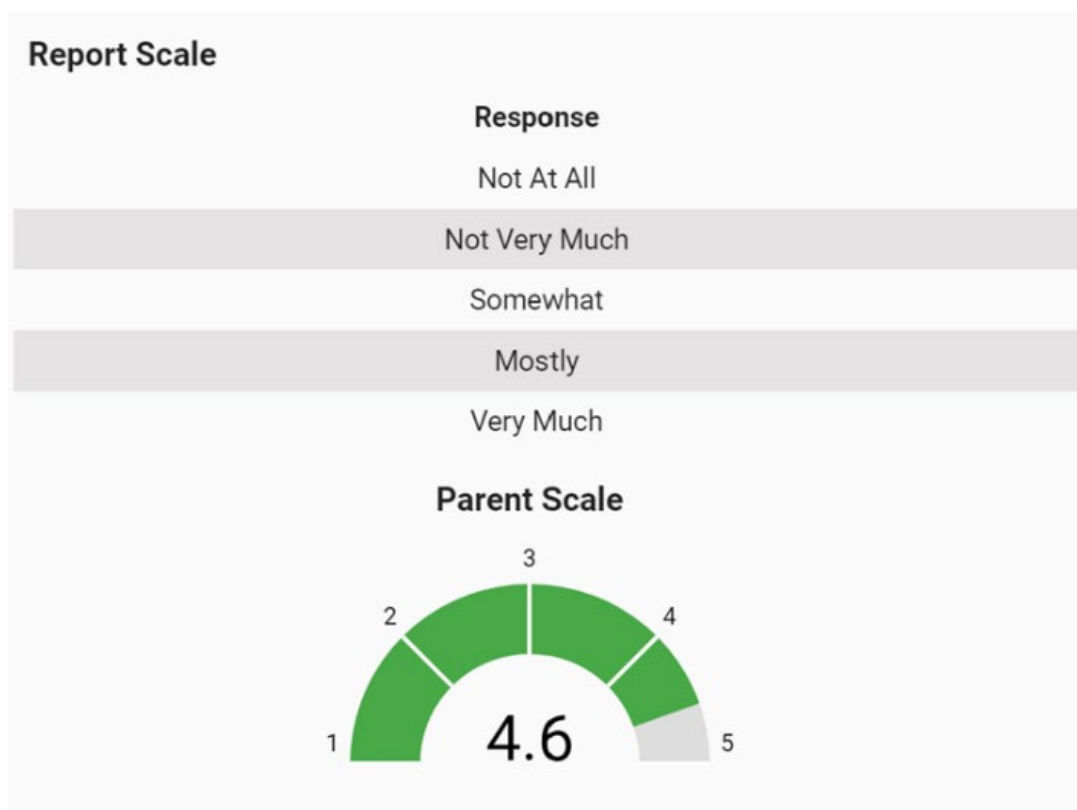 Report Scale
Response
Not At All
Not Very Much
Somewhat
Mostly
Very Much
Parent Scale
3
2 4
1 4.6 5